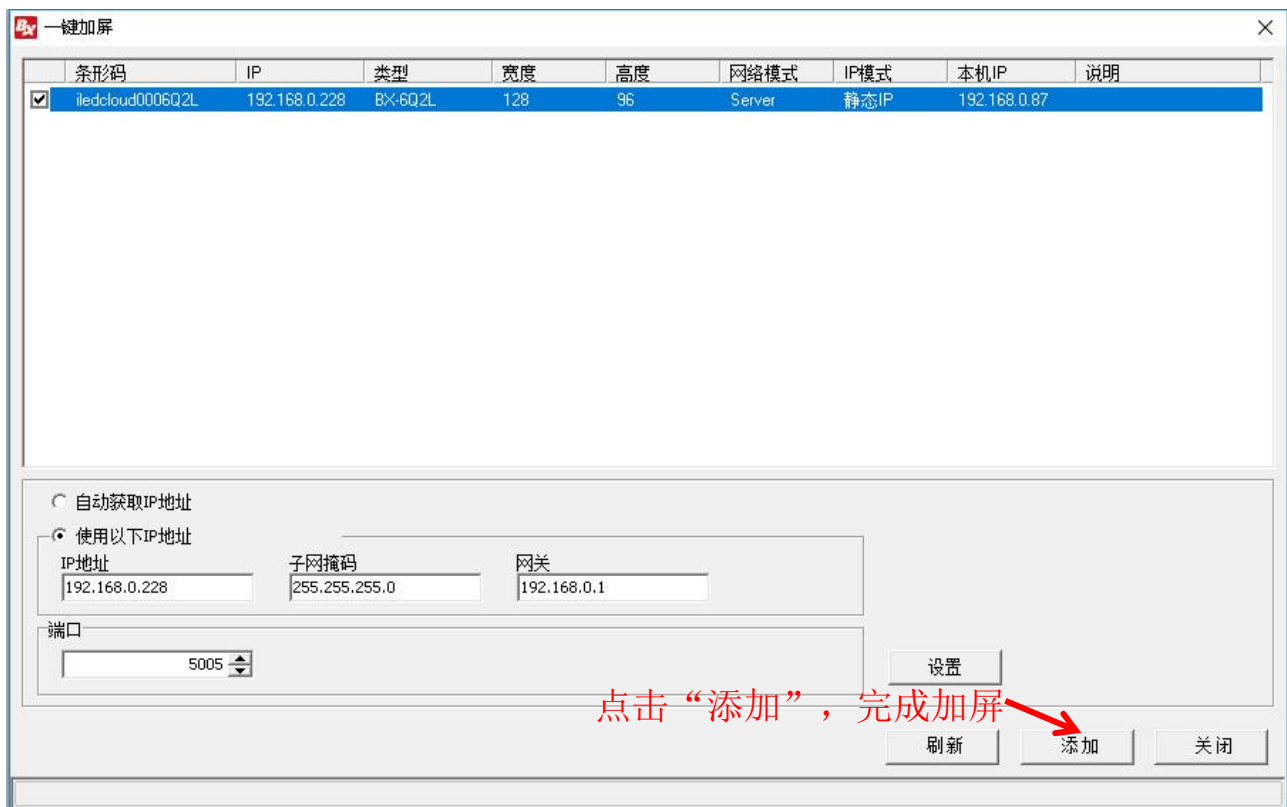 BX 一键加屏
条形码 IP 类型 宽度 高度 网络模式 IP模式 本机IP 说明
iledcloud0006Q2L 192.168.0.228 BX-6Q2L 128 96 Server 静态IP 192.168.0.87
自动获取IP地址
使用以下IP地址
IP地址 子网掩码 网关
192.168.0.228 255.255.255.0 192.168.0.1
端口
5005
设置
点击“添加”，完成加屏
刷新 添加 关闭